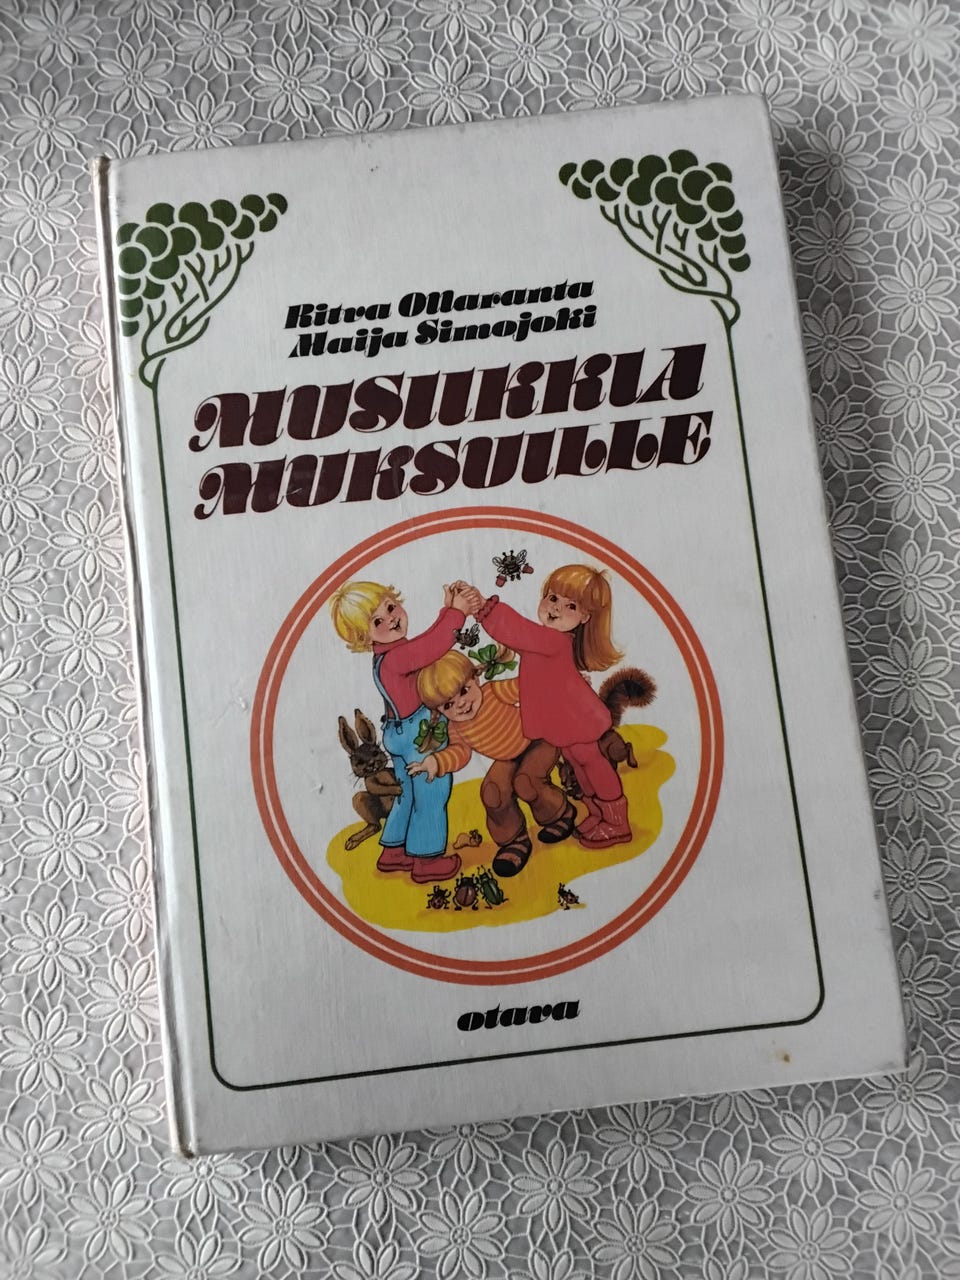 Ritva Ollaranta
Maija Simojoki
MUSIIKKIA
MUKSUILLE
otava